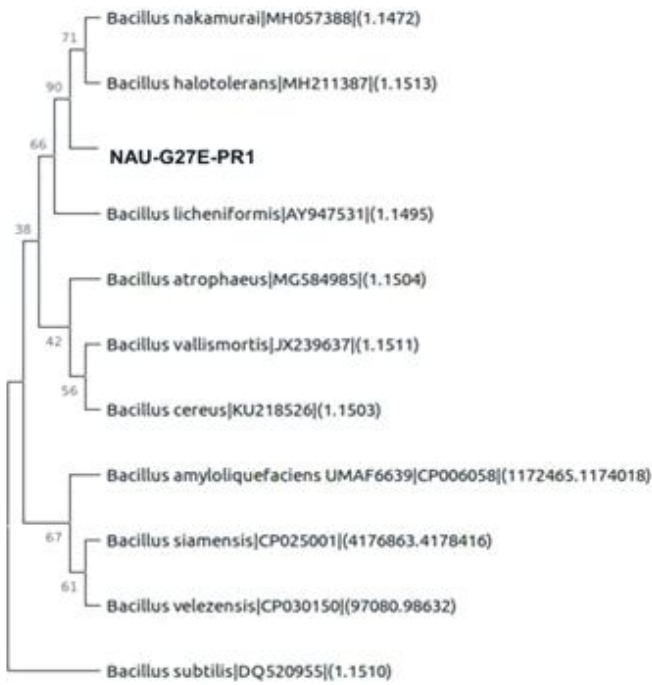 Bacillus nakamurai|MH057388|(1.1472)
71
Bacillus halotolerans|MH211387|(1.1513)
90
NAU-G27E-PR1
66
Bacillus licheniformis|AY947531|(1.1495)
38
Bacillus atrophaeus|MG584985|(1.1504)
42
Bacillus vallismortis|JX239637|(1.1511)
56
Bacillus cereus|KU218526|(1.1503)
Bacillus amyloliquefaciens UMAF6639|CP006058|(1172465.1174018)
67
Bacillus siamensis|CP025001|(4176863.4178416)
61
Bacillus velezensis|CP030150|(97080.98632)
Bacillus subtilis|DQ520955|(1.1510)